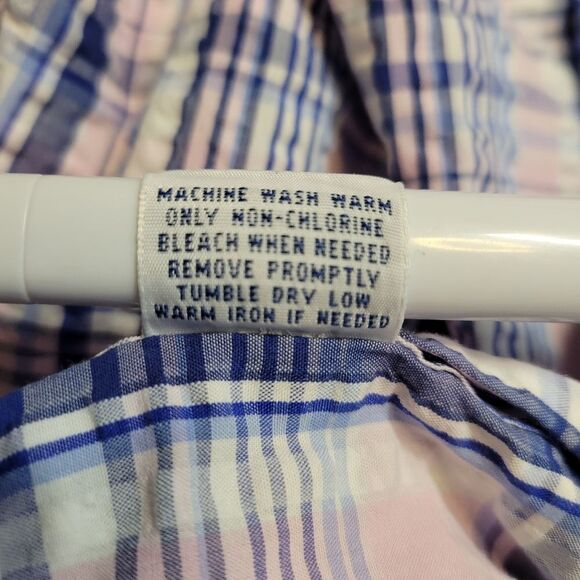 MACHINE WASH WARM
ONLY NON-CHLORINE
BLEACH WHEN NEEDED
REMOVE PROMPTLY
TUMBLE DRY LOW
WARM IRON IF NEEDED